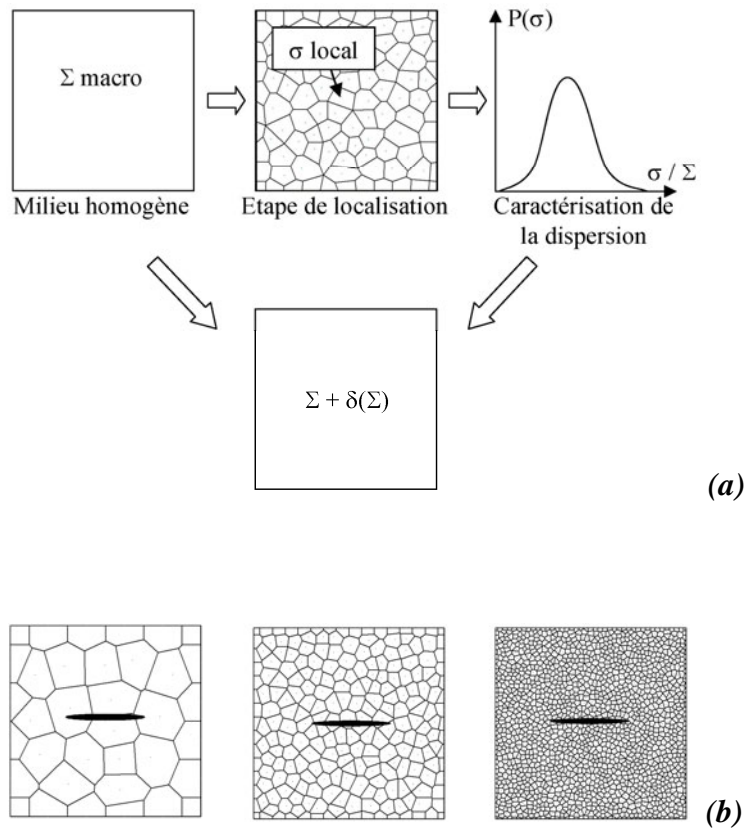 Σ macro
σ local
P(σ)
σ / Σ
Milieu homogène
Etape de localisation
Caractérisation de
la dispersion
Σ + δ(Σ)
(a)
(b)